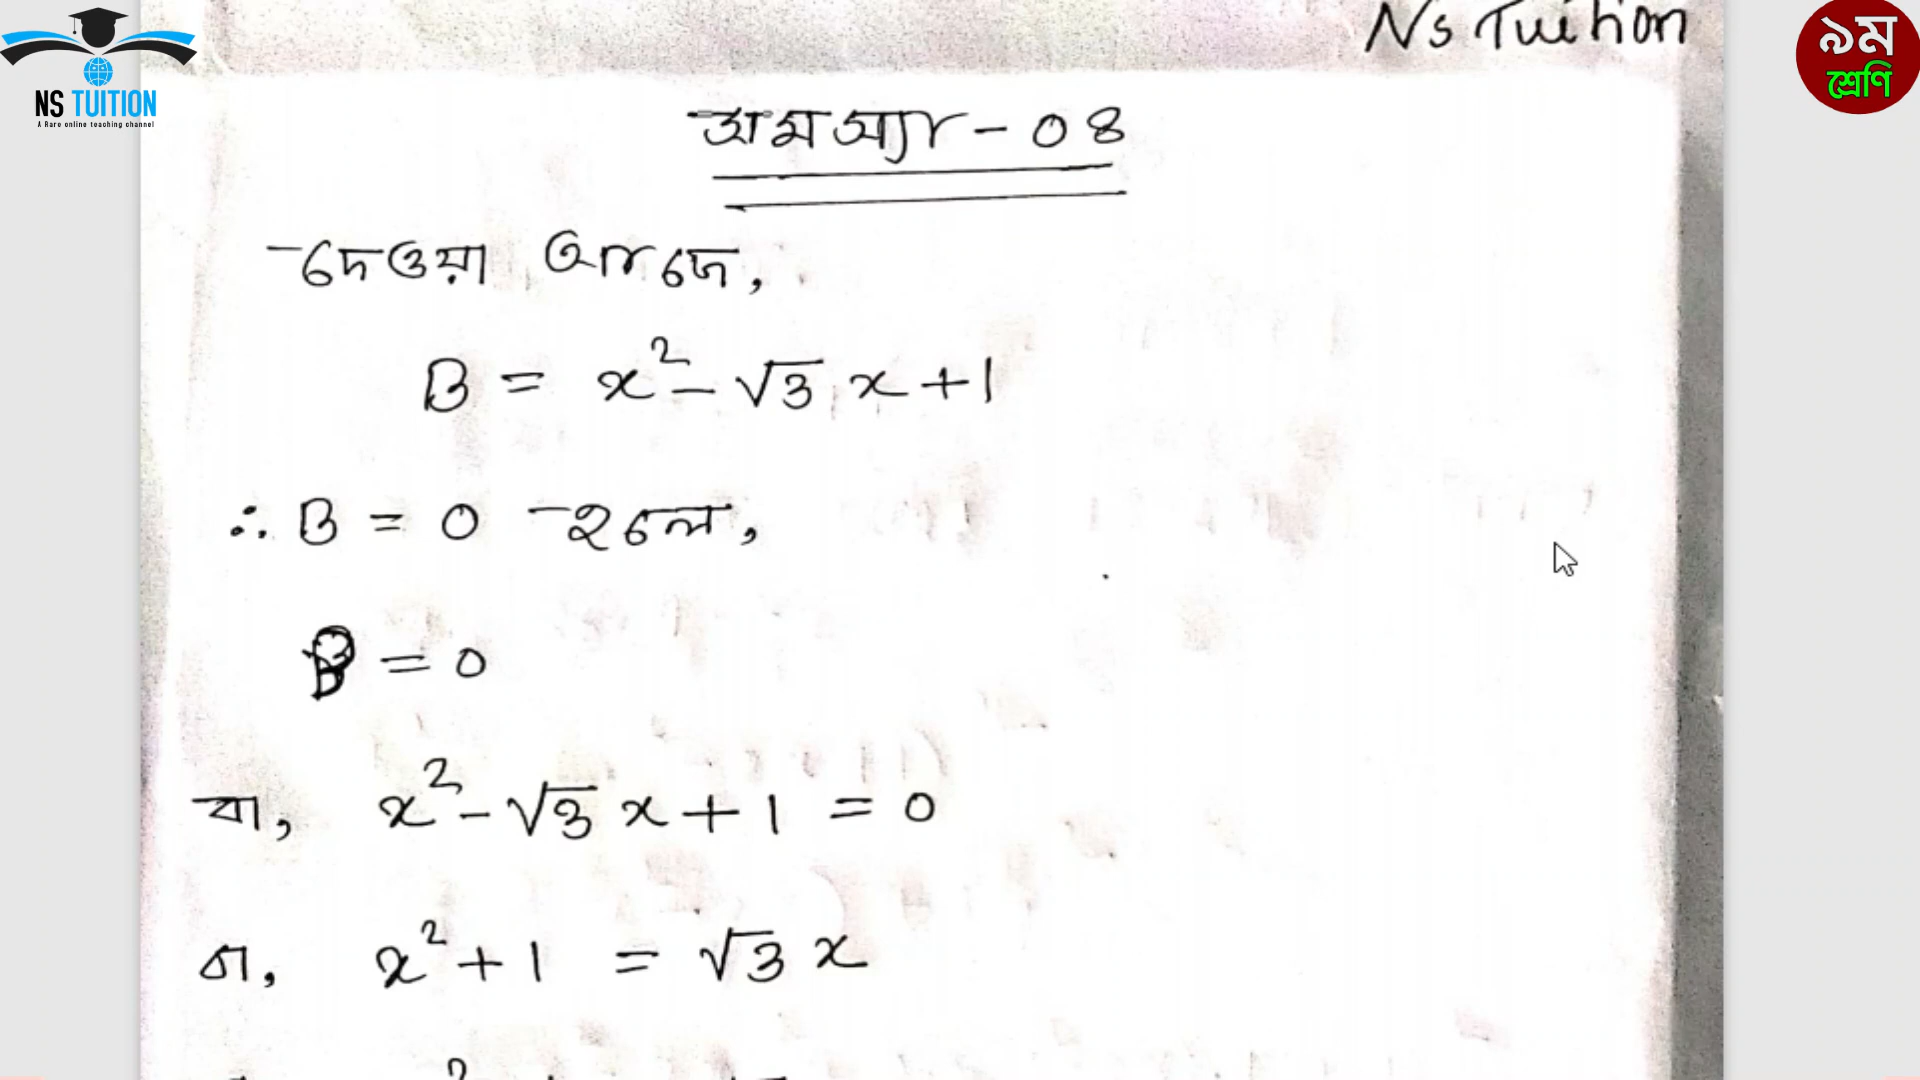 Ns Tuition
৯ম
শ্রেণি
NS TUITION
A Rare online teaching channel
সমস্যা - ০৪
দেওয়া আছে,
B = x² - √3 x + 1
∴ B = 0 হলে,
B = 0
বা, x² - √3 x + 1 = 0
বা, x² + 1 = √3 x